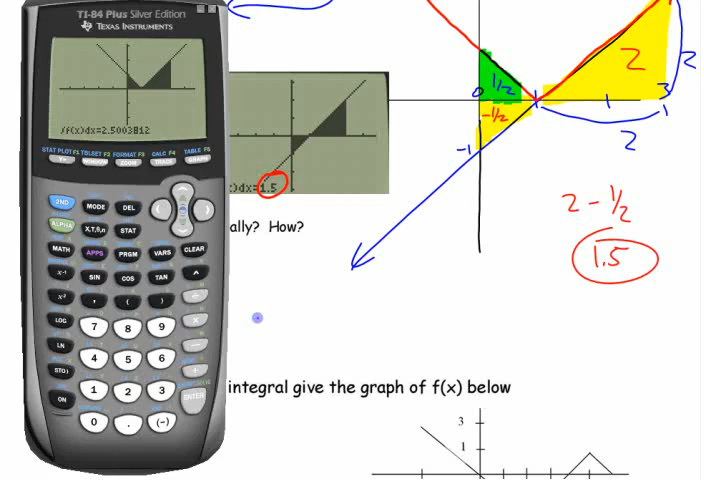 TI-84 Plus Silver Edition
TEXAS INSTRUMENTS
∫f(x)dx=2.5003812
STAT PLOT F1 TBLSET F2 FORMAT F3 CALC F4 TABLE F5
Y= WINDOW ZOOM TRACE GRAPH
2ND MODE DEL
ALPHA X,T,θ,n STAT
MATH APPS PRGM VARS CLEAR
x⁻¹ SIN COS TAN ^
x² , ( ) ÷
LOG 7 8 9 ×
LN 4 5 6 −
STO› 1 2 3 +
ON 0 . (−) ENTER
)dx=1.5
2
2
1/2
0 1 1 3
-1/2
1
-1
2
2 - 1/2
1.5
ally? How?
integral give the graph of f(x) below
3
1